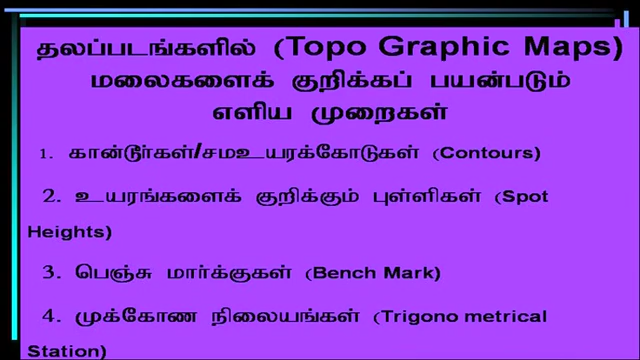 தலப்படங்களில் (Topo Graphic Maps)
மலைகளைக் குறிக்கப் பயன்படும்
எளிய முறைகள்
1. கான்டூர்கள்/சமஉயரக்கோடுகள் (Contours)
2. உயரங்களைக் குறிக்கும் புள்ளிகள் (Spot
Heights)
3. பெஞ்சு மார்க்குகள் (Bench Mark)
4. முக்கோண நிலையங்கள் (Trigono metrical
Station)